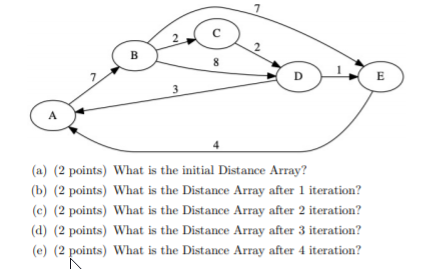 7
C
2
2
B
8
7
1
D
E
3
A
4
(a) (2 points) What is the initial Distance Array?
(b) (2 points) What is the Distance Array after 1 iteration?
(c) (2 points) What is the Distance Array after 2 iteration?
(d) (2 points) What is the Distance Array after 3 iteration?
(e) (2 points) What is the Distance Array after 4 iteration?